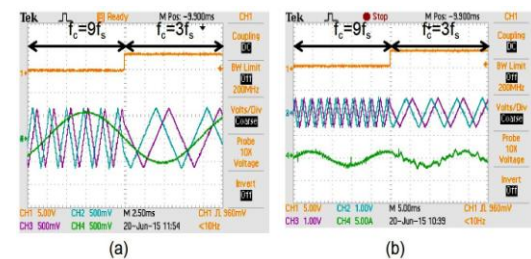 Tek Ready M Pos: -3.300ms CH1
fc=9fs fc=3fs
Coupling
DC
BW Limit
Off
200MHz
Volts/Div
Coarse
Probe
10X
Voltage
Invert
Off
CH1 5.00V CH2 500mV M 2.50ms CH1 960mV
CH3 500mV CH4 500mV 20-Jun-15 11:54 <10Hz
(a)
Tek Stop M Pos: -9.900ms CH1
fc=9fs fc=3fs
Coupling
DC
BW Limit
Off
200MHz
Volts/Div
Coarse
Probe
10X
Voltage
Invert
Off
CH1 5.00V CH2 1.00V M 5.00ms CH1 960mV
CH3 1.00V CH4 5.00A 20-Jun-15 10:39 <10Hz
(b)